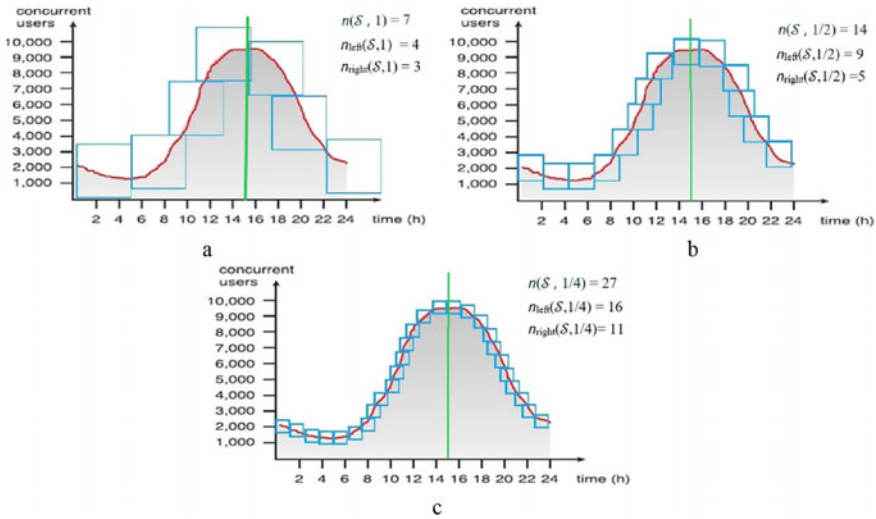 concurrent
users
10,000
9,000
8,000
7,000
6,000
5,000
4,000
3,000
2,000
1,000
2 4 6 8 10 12 14 16 18 20 22 24 time (h)
n(S , 1) = 7
nleft(S,1) = 4
nright(S,1) = 3
a
concurrent
users
10,000
9,000
8,000
7,000
6,000
5,000
4,000
3,000
2,000
1,000
2 4 6 8 10 12 14 16 18 20 22 24 time (h)
n(S , 1/2) = 14
nleft(S,1/2) = 9
nright(S,1/2) =5
b
concurrent
users
10,000
9,000
8,000
7,000
6,000
5,000
4,000
3,000
2,000
1,000
2 4 6 8 10 12 14 16 18 20 22 24 time (h)
n(S , 1/4) = 27
nleft(S,1/4) = 16
nright(S,1/4)= 11
c